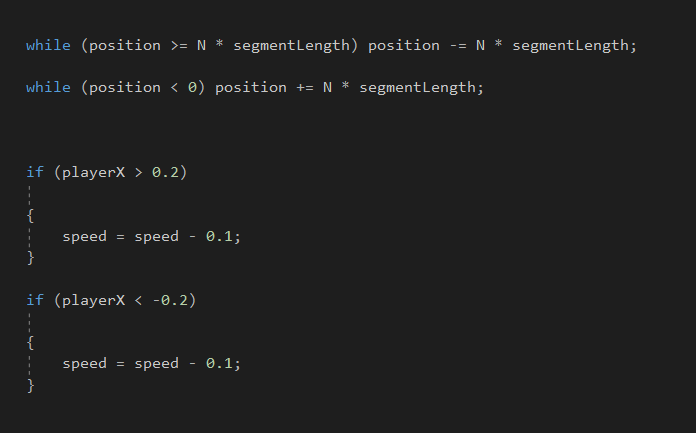 while (position >= N * segmentLength) position -= N * segmentLength;
while (position < 0) position += N * segmentLength;
if (playerX > 0.2)
{
speed = speed - 0.1;
}
if (playerX < -0.2)
{
speed = speed - 0.1;
}